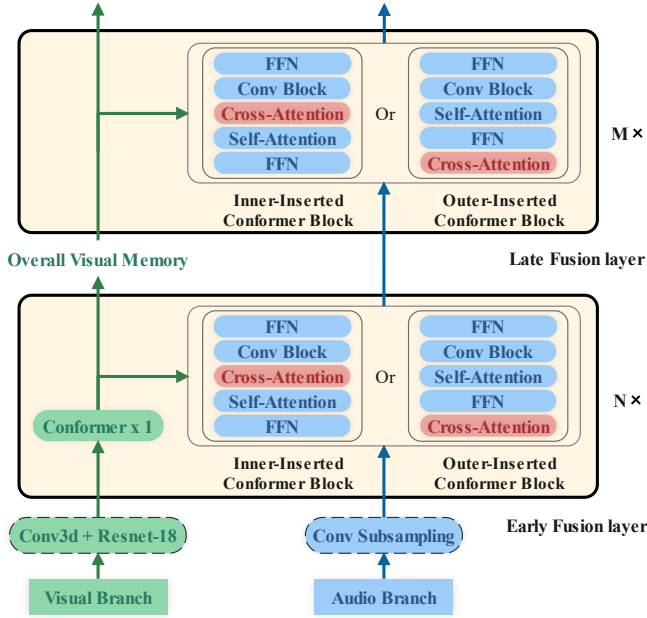 FFN
Conv Block
Cross-Attention
Self-Attention
FFN
Or
FFN
Conv Block
Self-Attention
FFN
Cross-Attention
M ×
Inner-Inserted
Conformer Block
Outer-Inserted
Conformer Block
Overall Visual Memory
Late Fusion layer
FFN
Conv Block
Cross-Attention
Self-Attention
FFN
Or
FFN
Conv Block
Self-Attention
FFN
Cross-Attention
N ×
Conformer x 1
Inner-Inserted
Conformer Block
Outer-Inserted
Conformer Block
Early Fusion layer
Conv3d + Resnet-18
Conv Subsampling
Visual Branch
Audio Branch